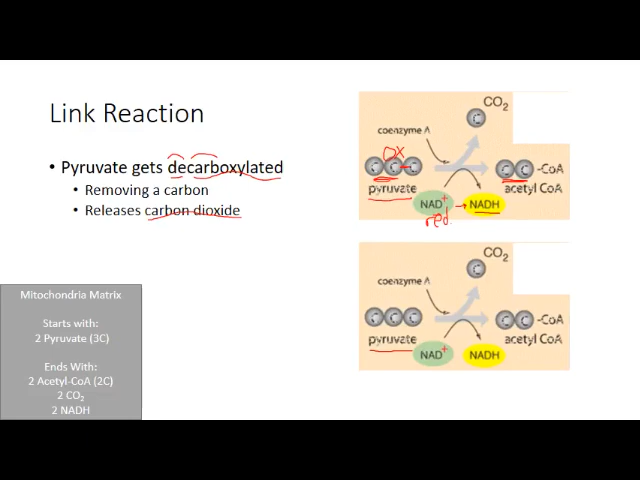 Link Reaction
• Pyruvate gets decarboxylated
• Removing a carbon
• Releases carbon dioxide
Mitochondria Matrix
Starts with:
2 Pyruvate (3C)
Ends With:
2 Acetyl-CoA (2C)
2 CO₂
2 NADH
CO₂
coenzyme A
OX
C C C
C
C C -CoA
pyruvate
acetyl CoA
NAD+
NADH
red.
CO₂
coenzyme A
C
C C C
C C -CoA
pyruvate
acetyl CoA
NAD+
NADH